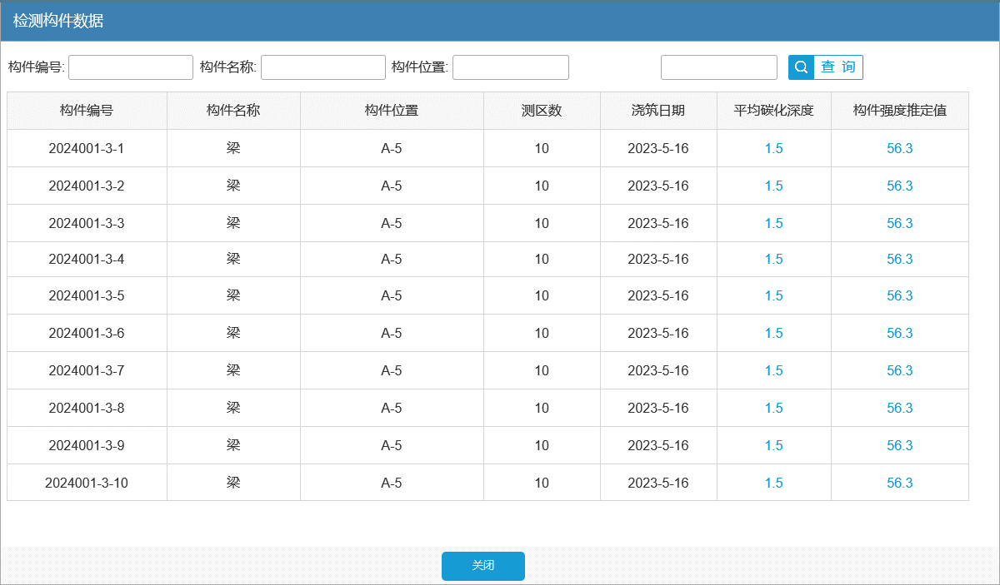 检测构件数据
构件编号: 构件名称: 构件位置: 查 询
构件编号 构件名称 构件位置 测区数 浇筑日期 平均碳化深度 构件强度推定值
2024001-3-1 梁 A-5 10 2023-5-16 1.5 56.3
2024001-3-2 梁 A-5 10 2023-5-16 1.5 56.3
2024001-3-3 梁 A-5 10 2023-5-16 1.5 56.3
2024001-3-4 梁 A-5 10 2023-5-16 1.5 56.3
2024001-3-5 梁 A-5 10 2023-5-16 1.5 56.3
2024001-3-6 梁 A-5 10 2023-5-16 1.5 56.3
2024001-3-7 梁 A-5 10 2023-5-16 1.5 56.3
2024001-3-8 梁 A-5 10 2023-5-16 1.5 56.3
2024001-3-9 梁 A-5 10 2023-5-16 1.5 56.3
2024001-3-10 梁 A-5 10 2023-5-16 1.5 56.3
关闭